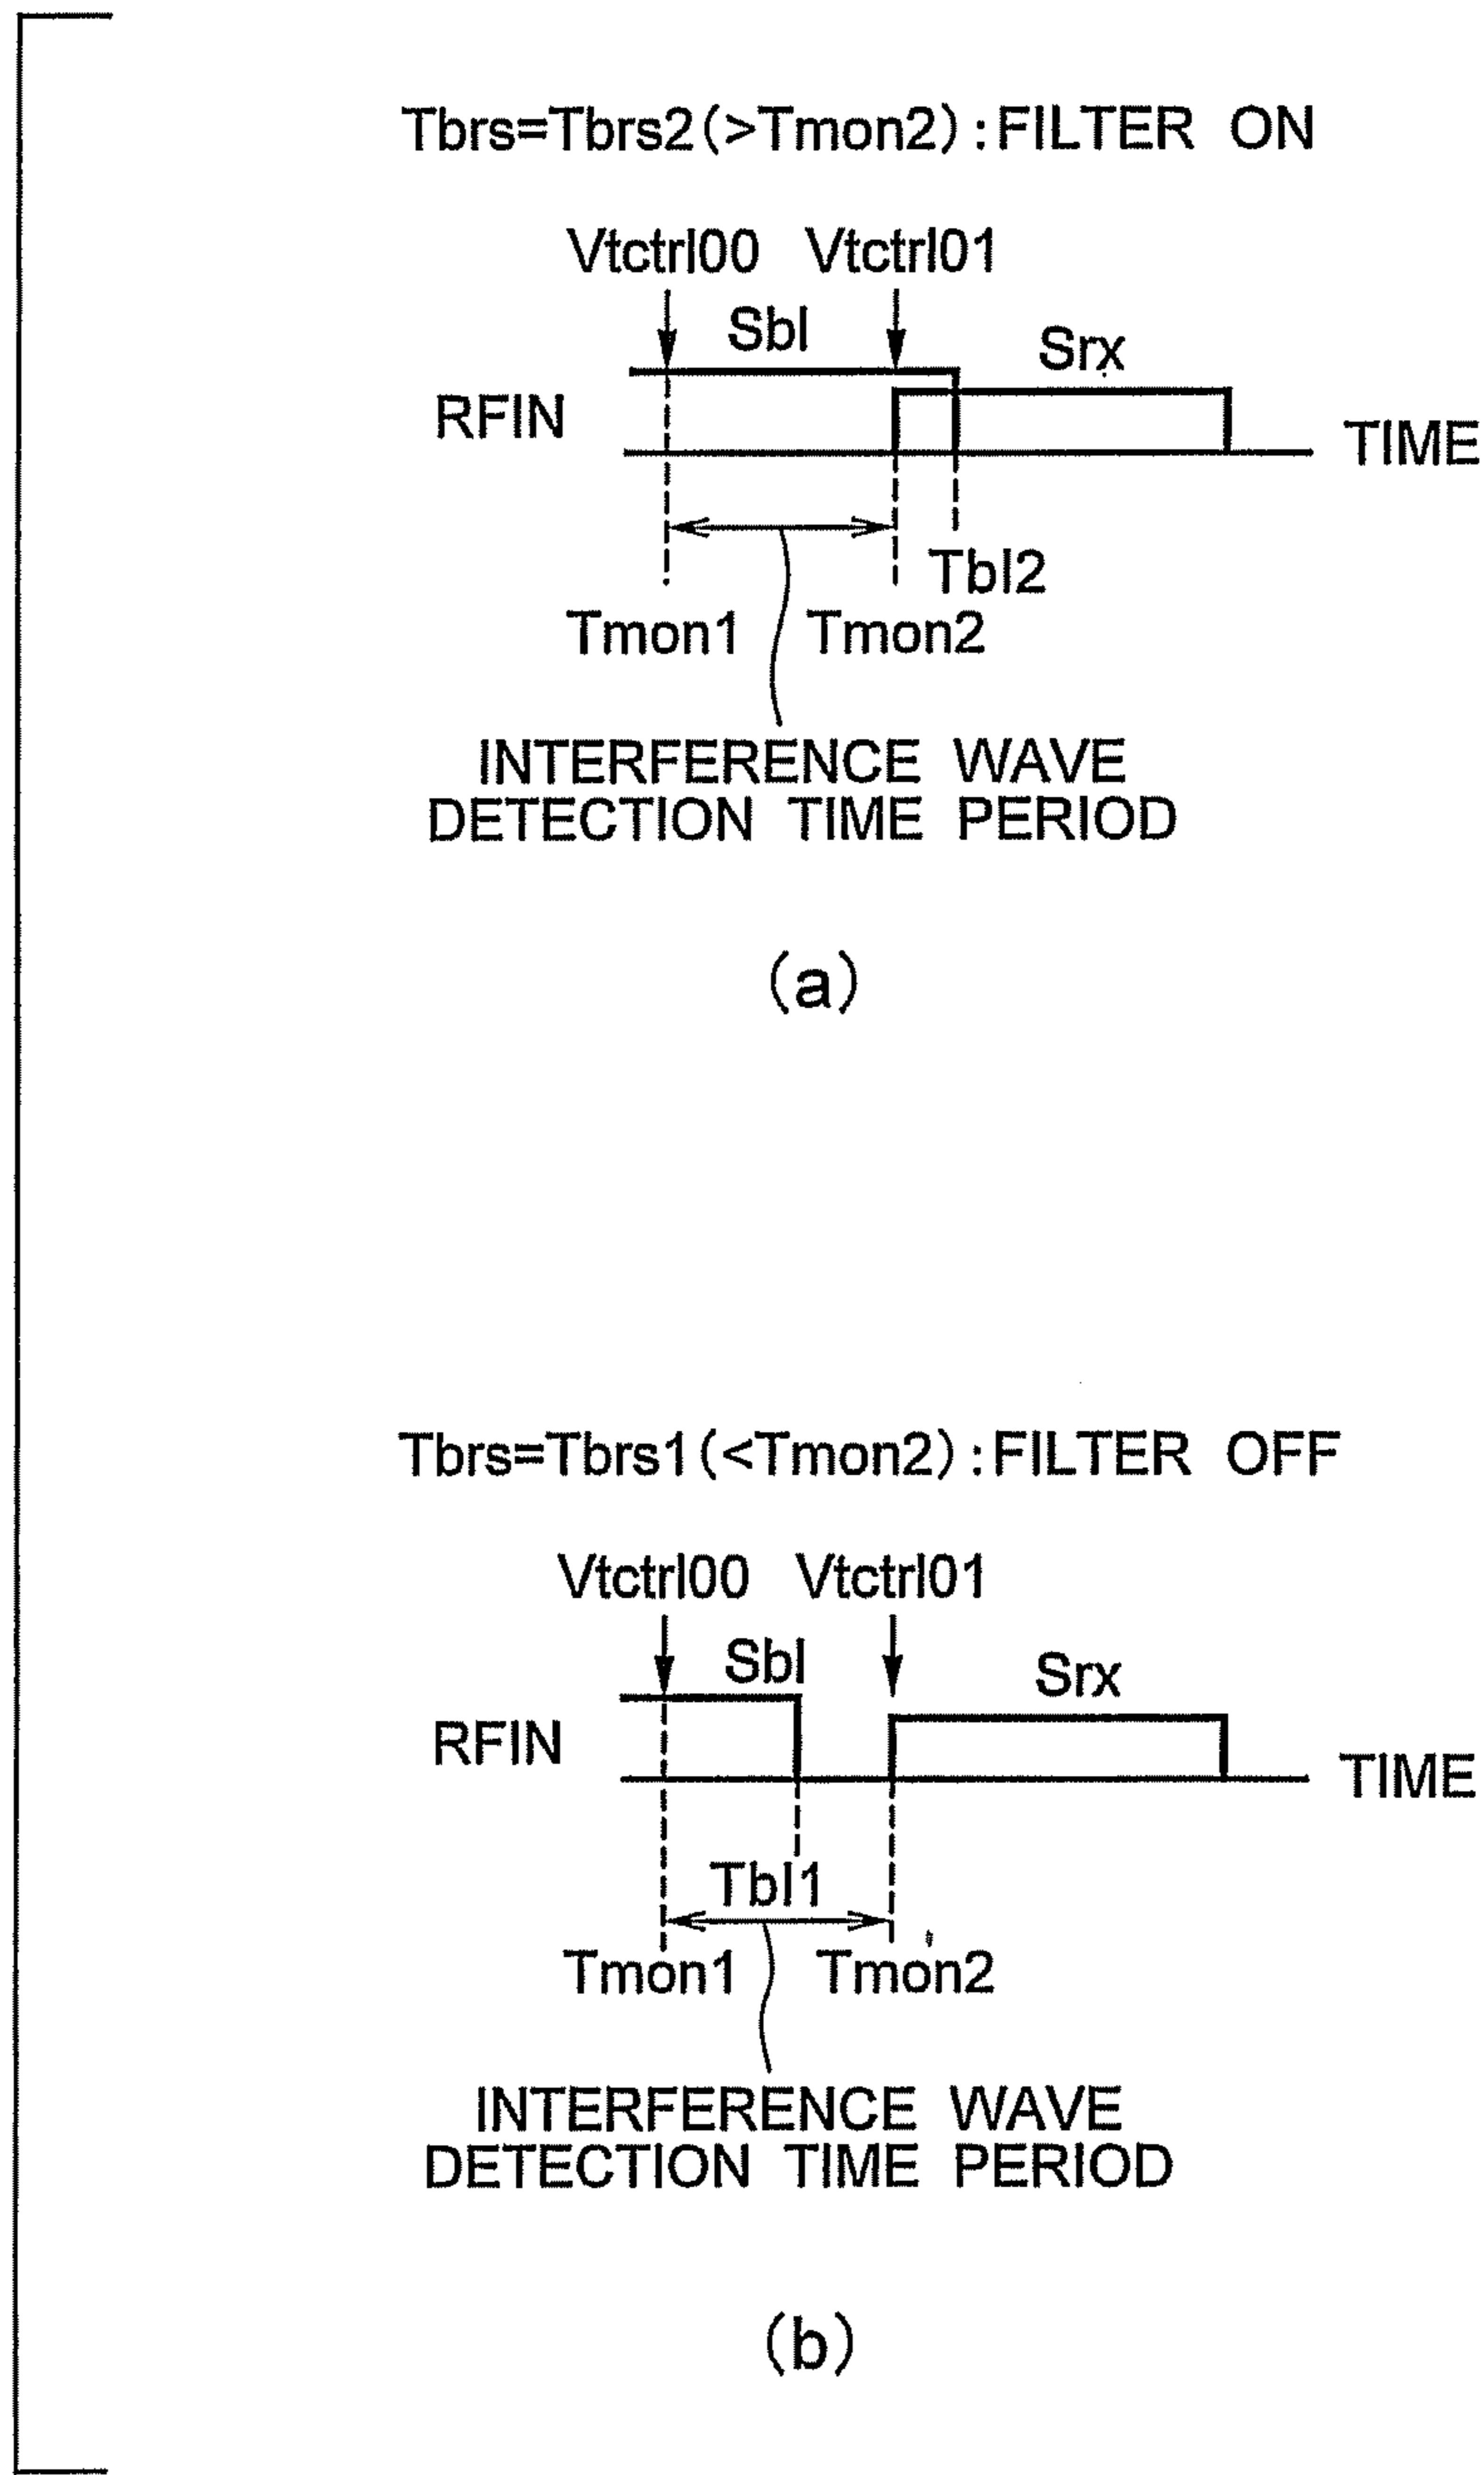 Tbrs=Tbrs2(>Tmon2):FILTER ON
Vtctrl00 Vtctrl01
Sbl
Srx
RFIN
TIME
Tbl2
Tmon1 Tmon2
INTERFERENCE WAVE
DETECTION TIME PERIOD
(a)
Tbrs=Tbrs1(<Tmon2):FILTER OFF
Vtctrl00 Vtctrl01
Sbl
Srx
RFIN
TIME
Tbl1
Tmon1 Tmon2
INTERFERENCE WAVE
DETECTION TIME PERIOD
(b)